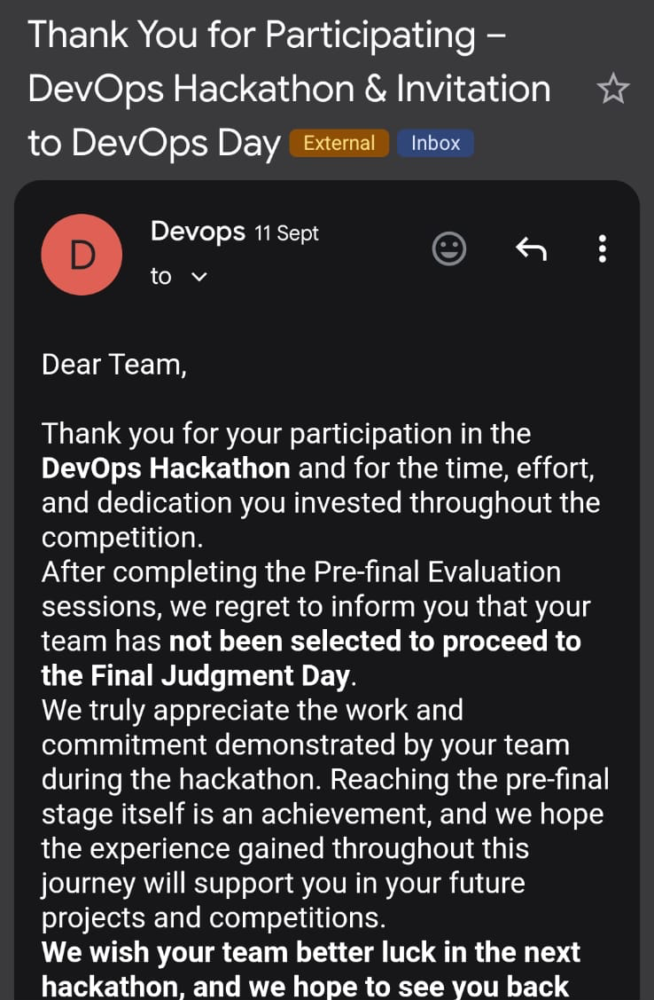 Thank You for Participating –
DevOps Hackathon & Invitation
to DevOps Day External Inbox
D
Devops 11 Sept
to
Dear Team,
Thank you for your participation in the
DevOps Hackathon and for the time, effort,
and dedication you invested throughout the
competition.
After completing the Pre-final Evaluation
sessions, we regret to inform you that your
team has not been selected to proceed to
the Final Judgment Day.
We truly appreciate the work and
commitment demonstrated by your team
during the hackathon. Reaching the pre-final
stage itself is an achievement, and we hope
the experience gained throughout this
journey will support you in your future
projects and competitions.
We wish your team better luck in the next
hackathon, and we hope to see you back